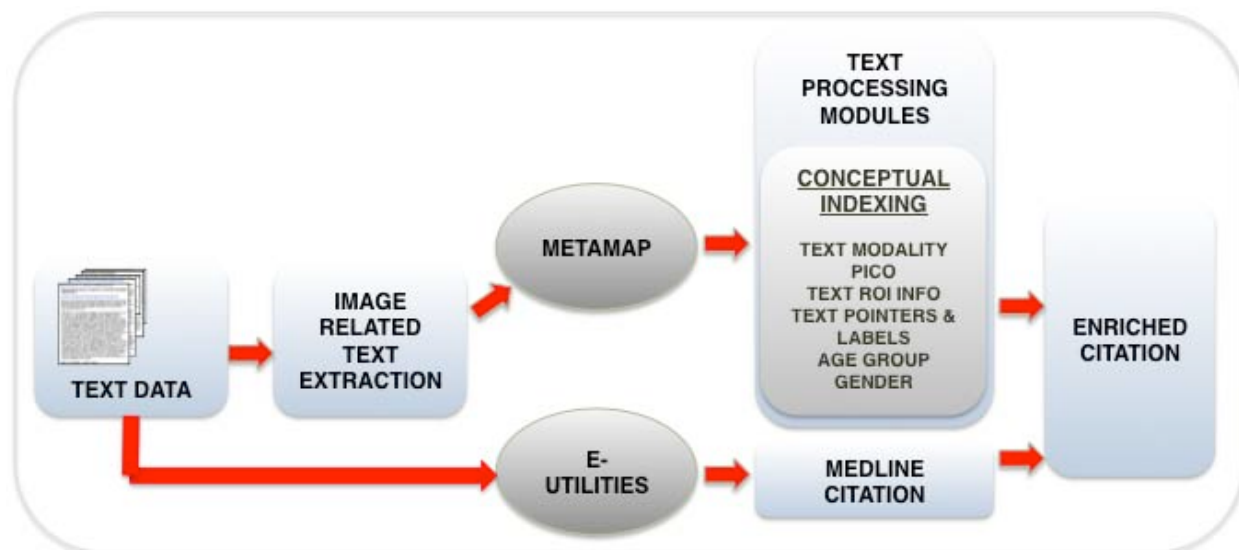 TEXT DATA
IMAGE
RELATED
TEXT
EXTRACTION
METAMAP
E-
UTILITIES
TEXT
PROCESSING
MODULES
CONCEPTUAL
INDEXING
TEXT MODALITY
PICO
TEXT ROI INFO
TEXT POINTERS &
LABELS
AGE GROUP
GENDER
MEDLINE
CITATION
ENRICHED
CITATION